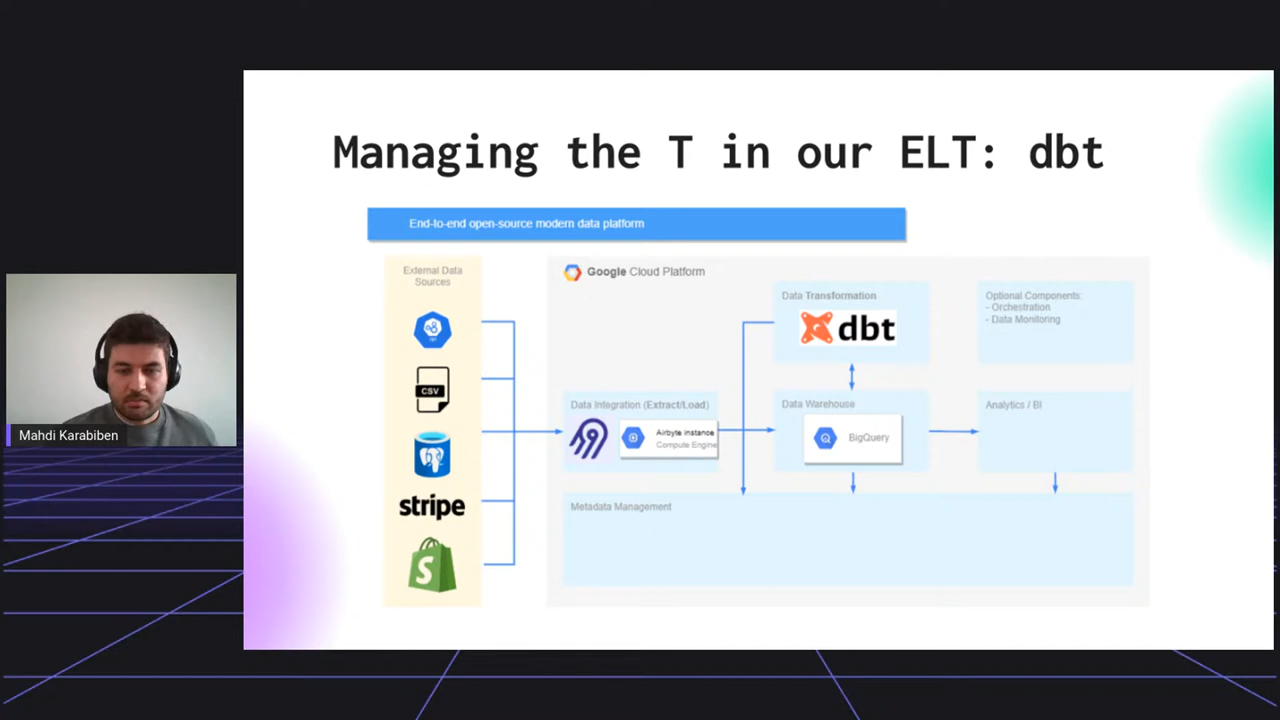 Managing the T in our ELT: dbt
End-to-end open-source modern data platform
External Data
Sources
API
CSV
stripe
S
Google Cloud Platform
Data Integration (Extract/Load)
Airbyte instance
Compute Engine
Data Transformation
dbt
Data Warehouse
BigQuery
Optional Components:
- Orchestration
- Data Monitoring
Analytics / BI
Metadata Management
Mahdi Karabiben